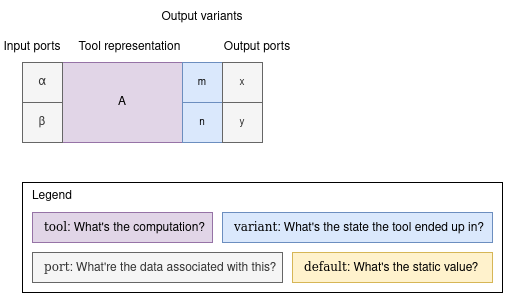 Output variants
Input ports Tool representation Output ports
α A m x
β n y
Legend
tool: What's the computation? variant: What's the state the tool ended up in?
port: What're the data associated with this? default: What's the static value?